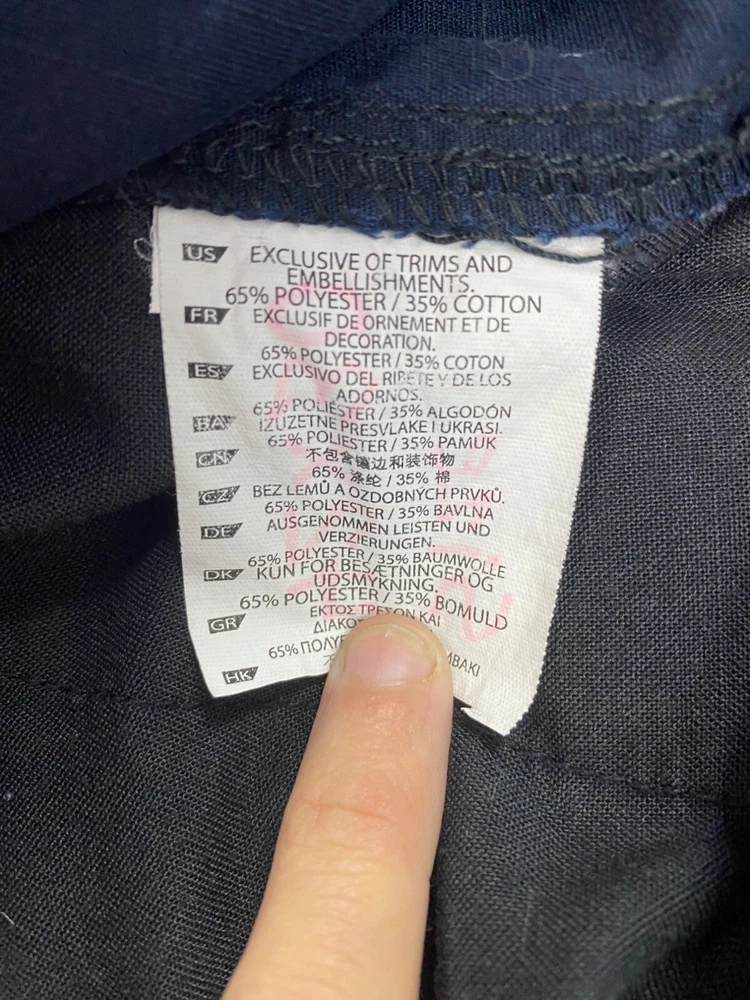 US EXCLUSIVE OF TRIMS AND
EMBELLISHMENTS.
65% POLYESTER / 35% COTTON
FR EXCLUSIF DE ORNEMENT ET DE
DECORATION.
65% POLYESTER / 35% COTON
ES EXCLUSIVO DEL RIBETE Y DE LOS
ADORNOS.
65% POLIÉSTER / 35% ALGODÓN
BA IZUZETNE PRESVLAKE I UKRASI.
65% POLIESTER / 35% PAMUK
CN 不包含镶边和装饰物
65% 涤纶 / 35% 棉
CZ BEZ LEMŮ A OZDOBNÝCH PRVKŮ.
65% POLYESTER / 35% BAVLNA
DE AUSGENOMMEN LEISTEN UND
VERZIERUNGEN.
65% POLYESTER / 35% BAUMWOLLE
DK KUN FOR BESÆTNINGER OG
UDSMYKNING.
65% POLYESTER / 35% BOMULD
GR ΕΚΤΟΣ ΤΡΕΣΟΝ ΚΑΙ
65%
HK